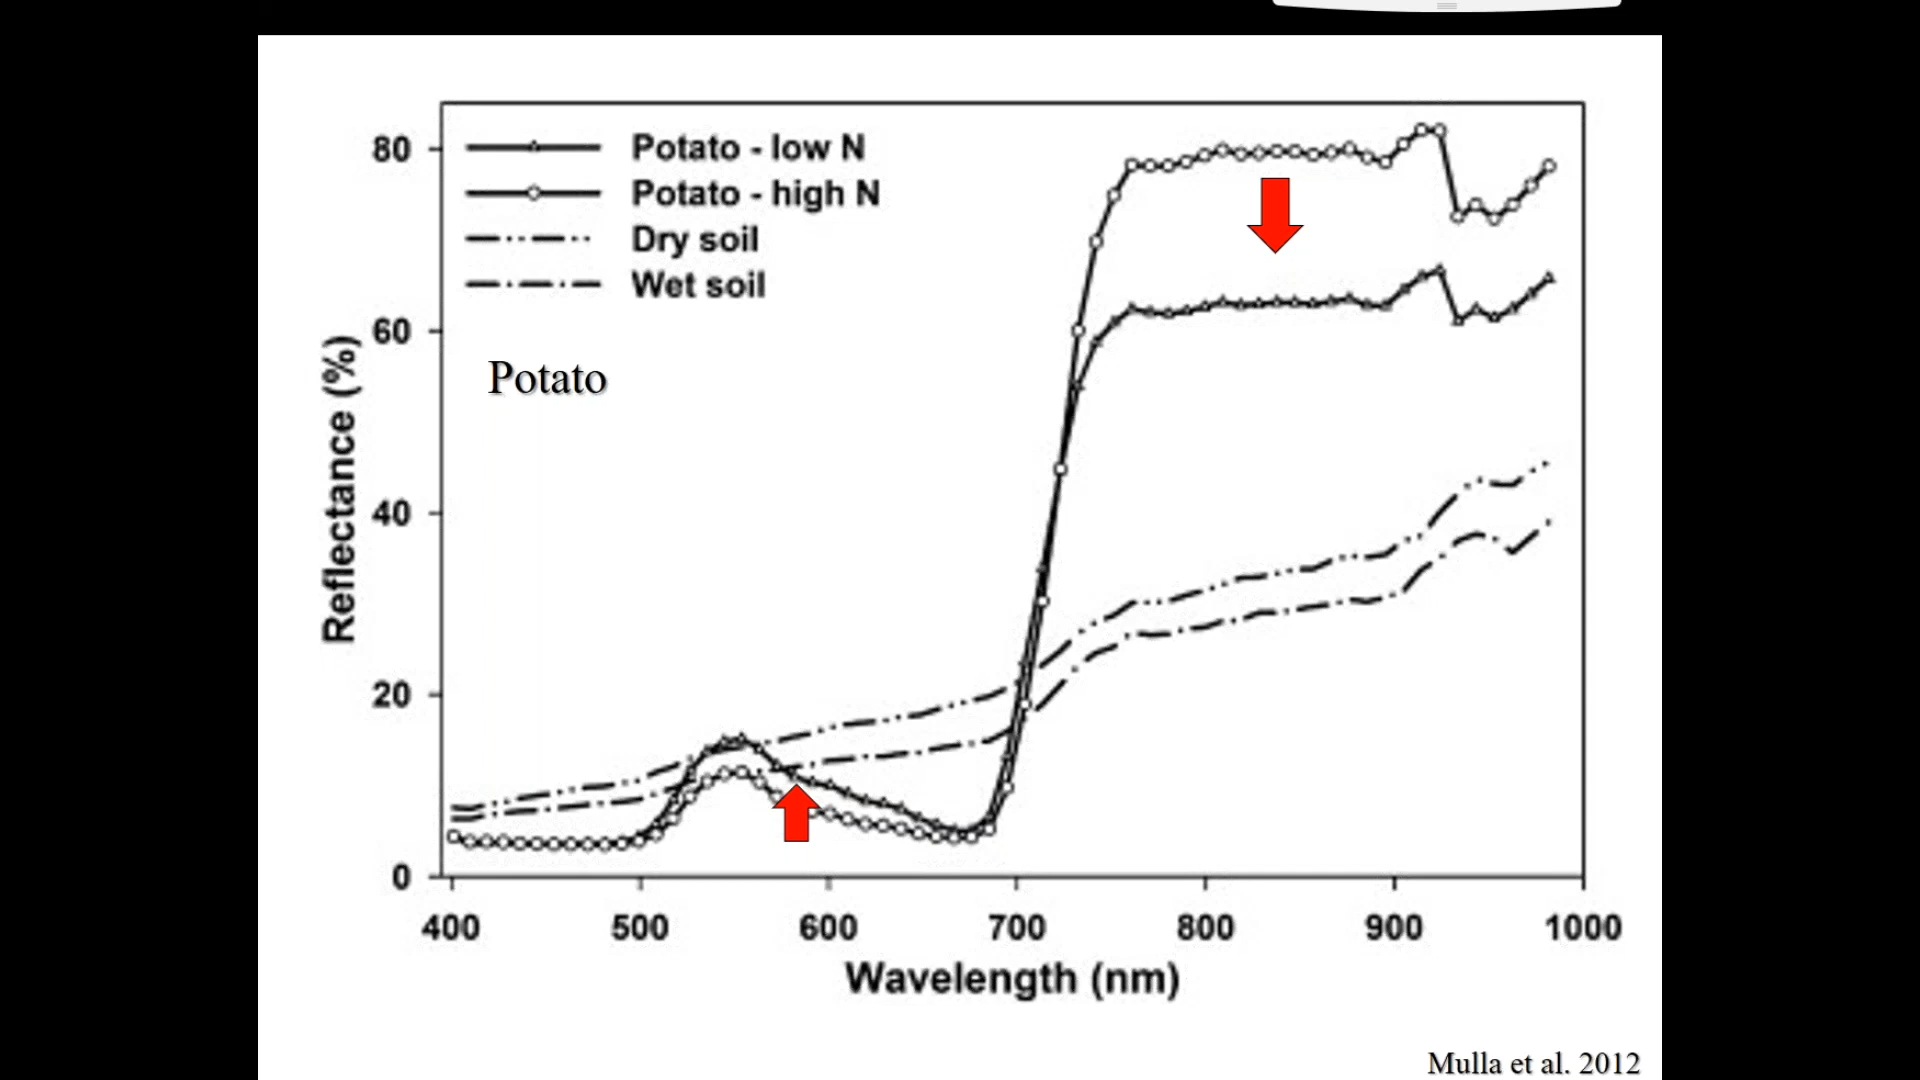 Potato - low N
Potato - high N
Dry soil
Wet soil
Potato
Reflectance (%)
80
60
40
20
0
400 500 600 700 800 900 1000
Wavelength (nm)
Mulla et al. 2012